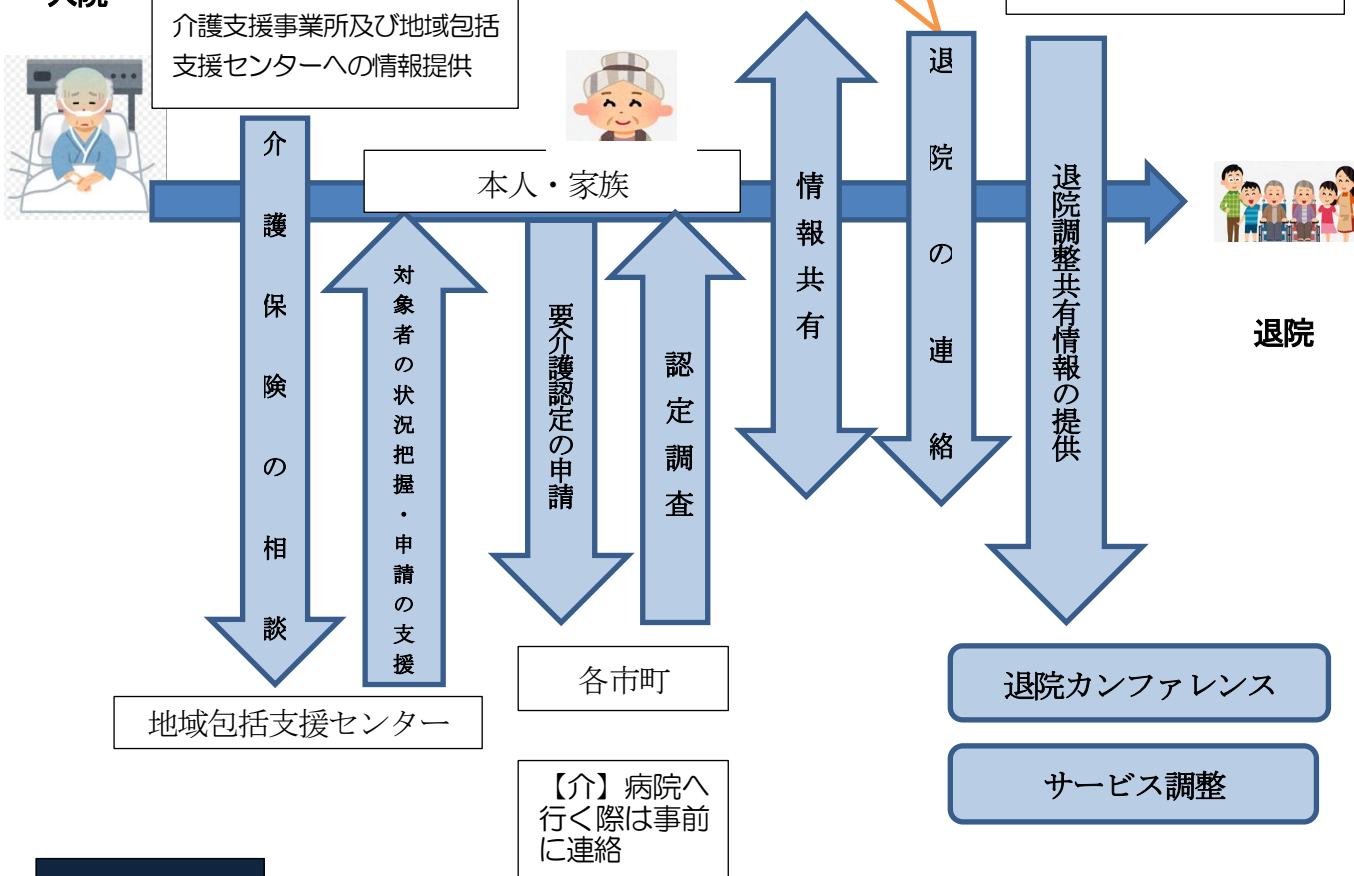 介護支援事業所及び地域包括
支援センターへの情報提供
本人・家族
介護保険の相談
対象者の状況把握・申請の支援
要介護認定の申請
認定調査
情報共有
退院の連絡
退院調整共有情報の提供
退院
地域包括支援センター
各市町
【介】病院へ
行く際は事前
に連絡
退院カンファレンス
サービス調整